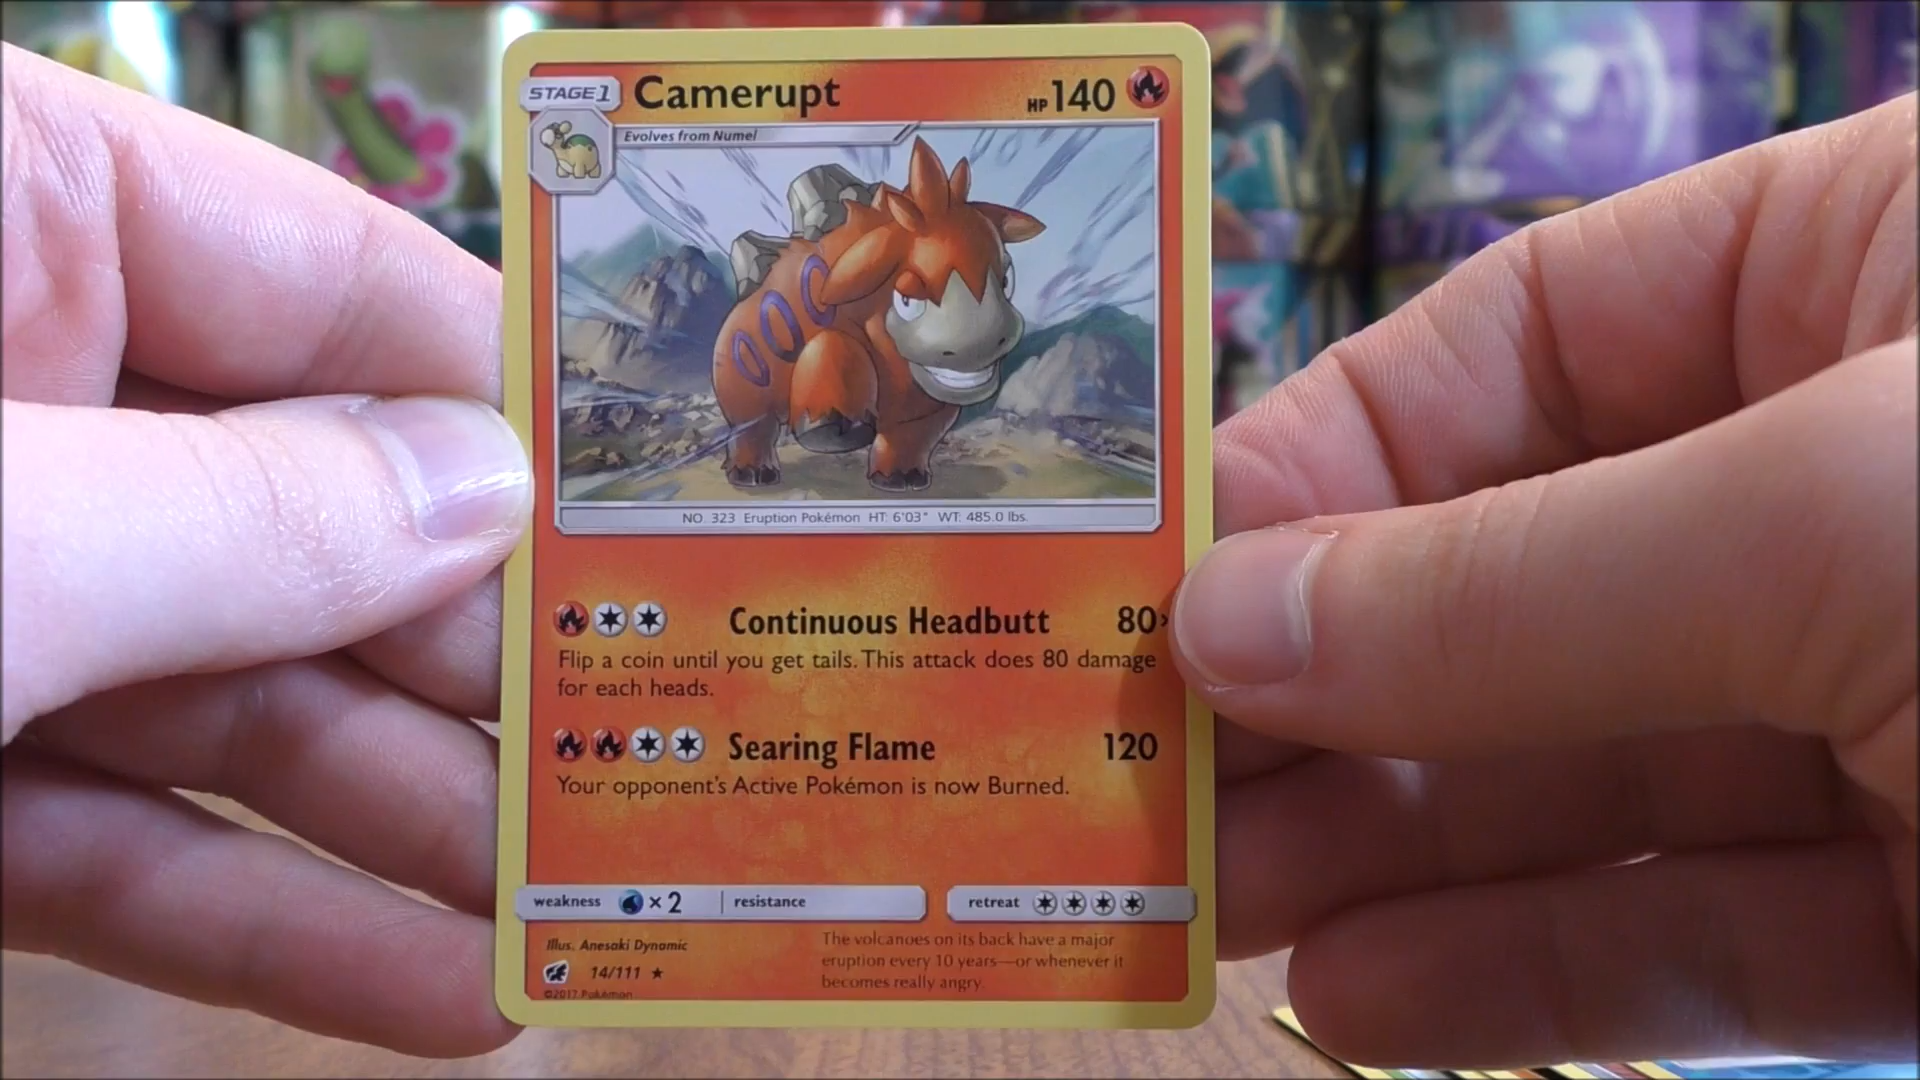 STAGE 1 Camerupt HP 140
Evolves from Numel
NO. 323 Eruption Pokémon HT: 6'03" WT: 485.0 lbs.
Continuous Headbutt 80×
Flip a coin until you get tails. This attack does 80 damage
for each heads.
Searing Flame 120
Your opponent's Active Pokémon is now Burned.
weakness ×2 resistance retreat
Illus. Anesaki Dynamic
14/111 ★
©2017 Pokémon
The volcanoes on its back have a major
eruption every 10 years—or whenever it
becomes really angry.